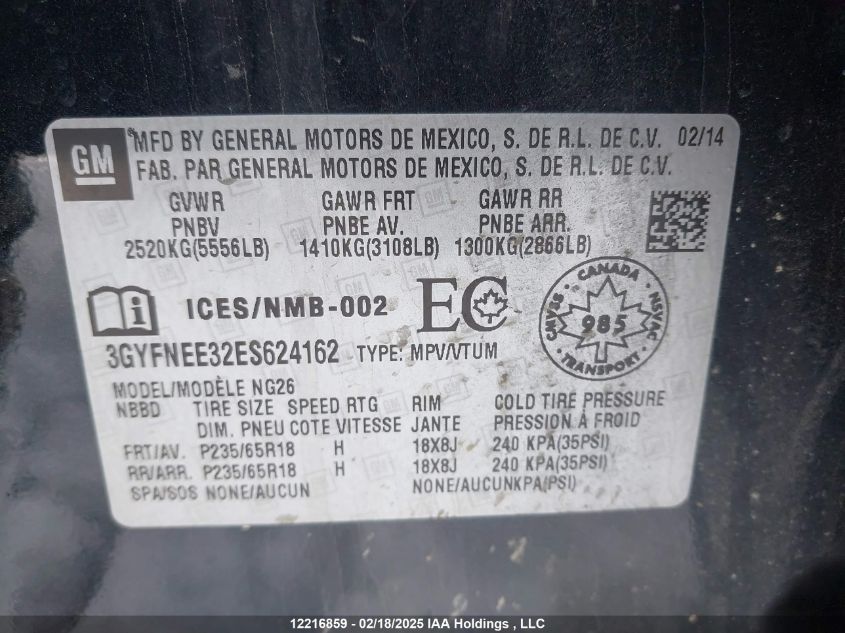 GM
® MFD BY GENERAL MOTORS DE MEXICO, S. DE R.L. DE C.V. 02/14
FAB. PAR GENERAL MOTORS DE MEXICO, S. DE R.L. DE C.V.
GVWR GAWR FRT GAWR RR
PNBV PNBE AV. PNBE ARR.
2520KG(5556LB) 1410KG(3108LB) 1300KG(2866LB)
i ICES/NMB-002 EC
CANADA
CMVSS 985 NSVAC
TRANSPORT
3GYFNEE32ES624162 TYPE: MPV/VTUM
MODEL/MODÈLE NG26
NBBD TIRE SIZE SPEED RTG RIM COLD TIRE PRESSURE
DIM. PNEU COTE VITESSE JANTE PRESSION À FROID
FRT/AV. P235/65R18 H 18X8J 240 KPA(35PSI)
RR/ARR. P235/65R18 H 18X8J 240 KPA(35PSI)
SPA/SOS NONE/AUCUN NONE/AUCUNKPA(PSI)
12216859 - 02/18/2025 IAA Holdings , LLC